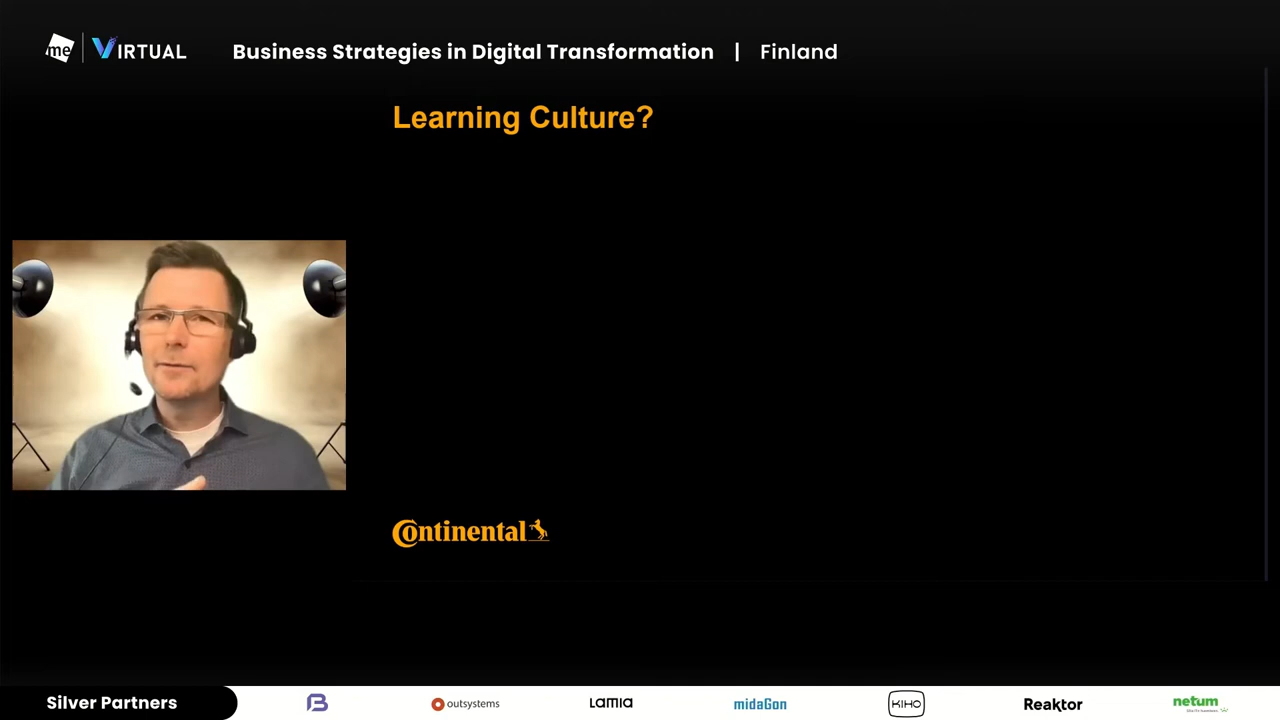 me
VIRTUAL
Business Strategies in Digital Transformation | Finland
Learning Culture?
Continental
Silver Partners
outsystems
LAMIA
midaGon
KIHO
Reaktor
netum